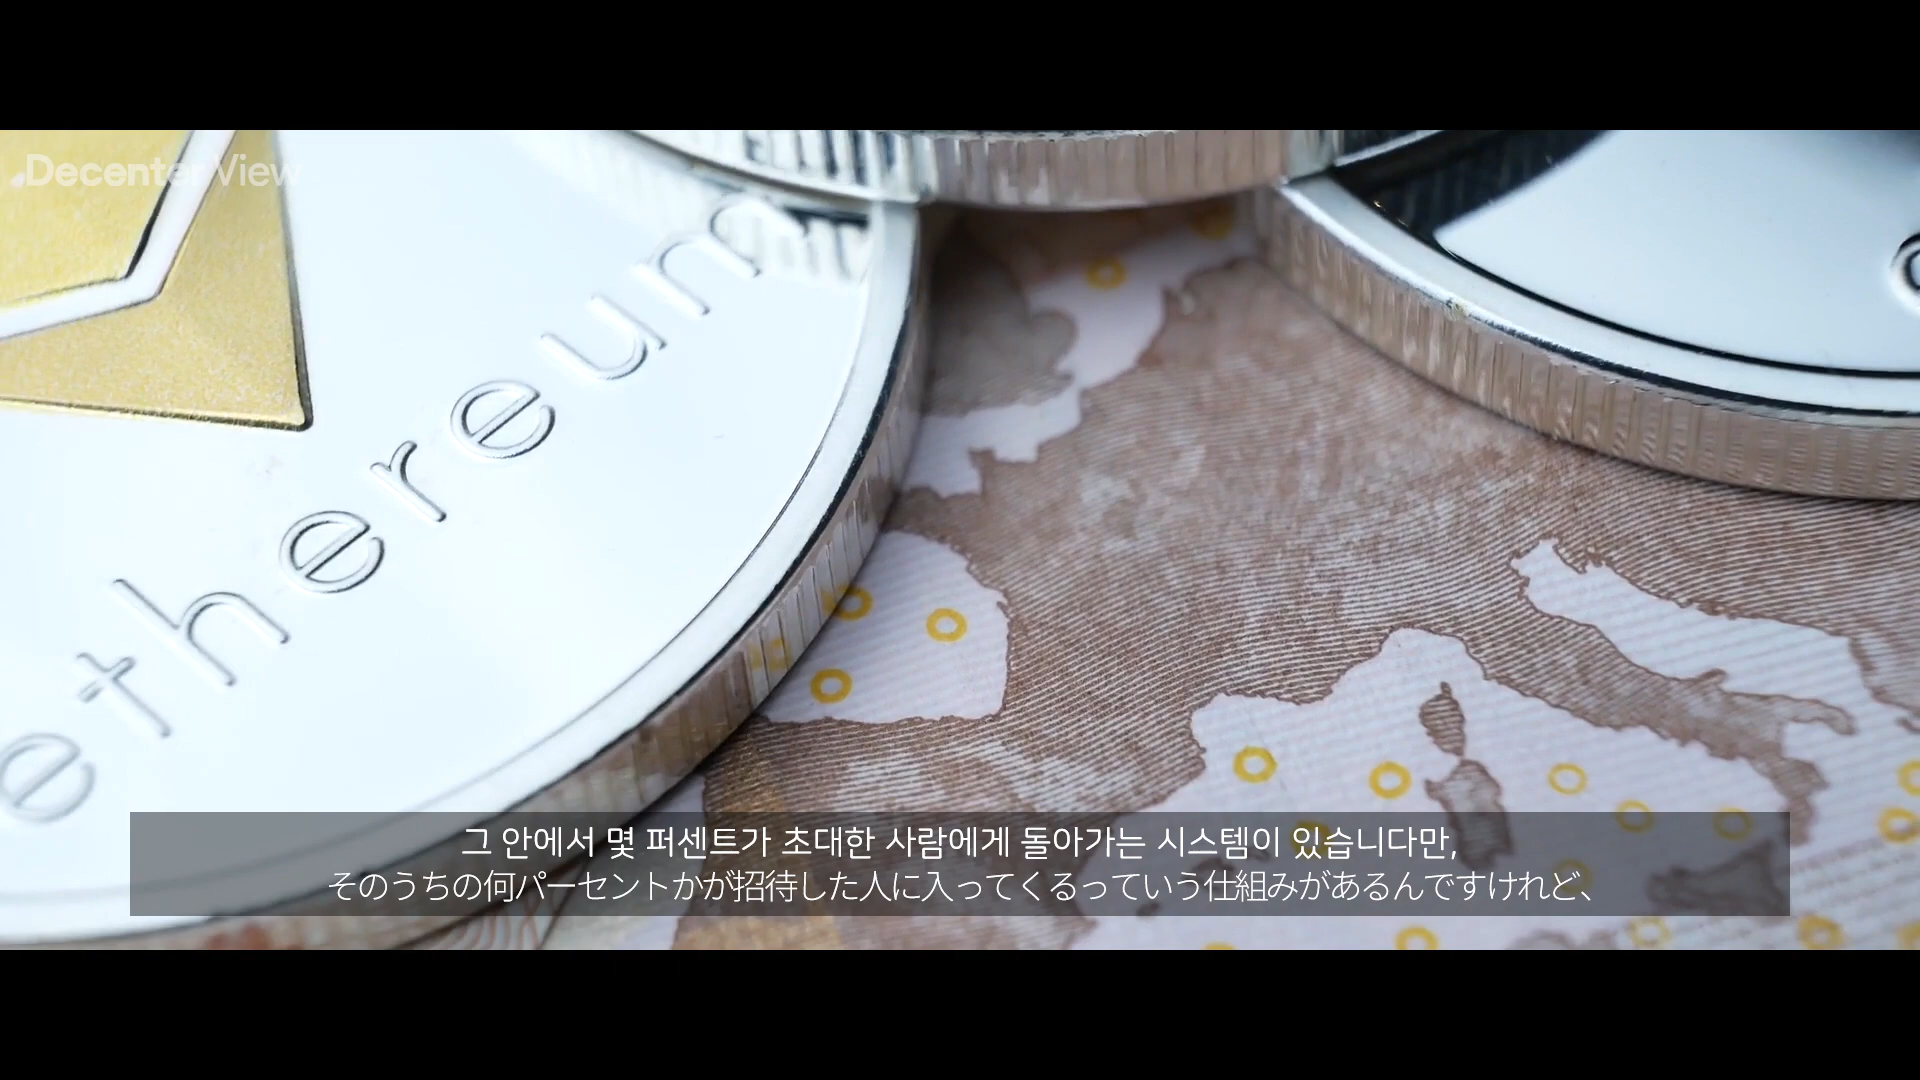 .Decenter View
ethereum
그 안에서 몇 퍼센트가 초대한 사람에게 돌아가는 시스템이 있습니다만,
そのうちの何パーセントかが招待した人に入ってくるっていう仕組みがあるんですけれど、